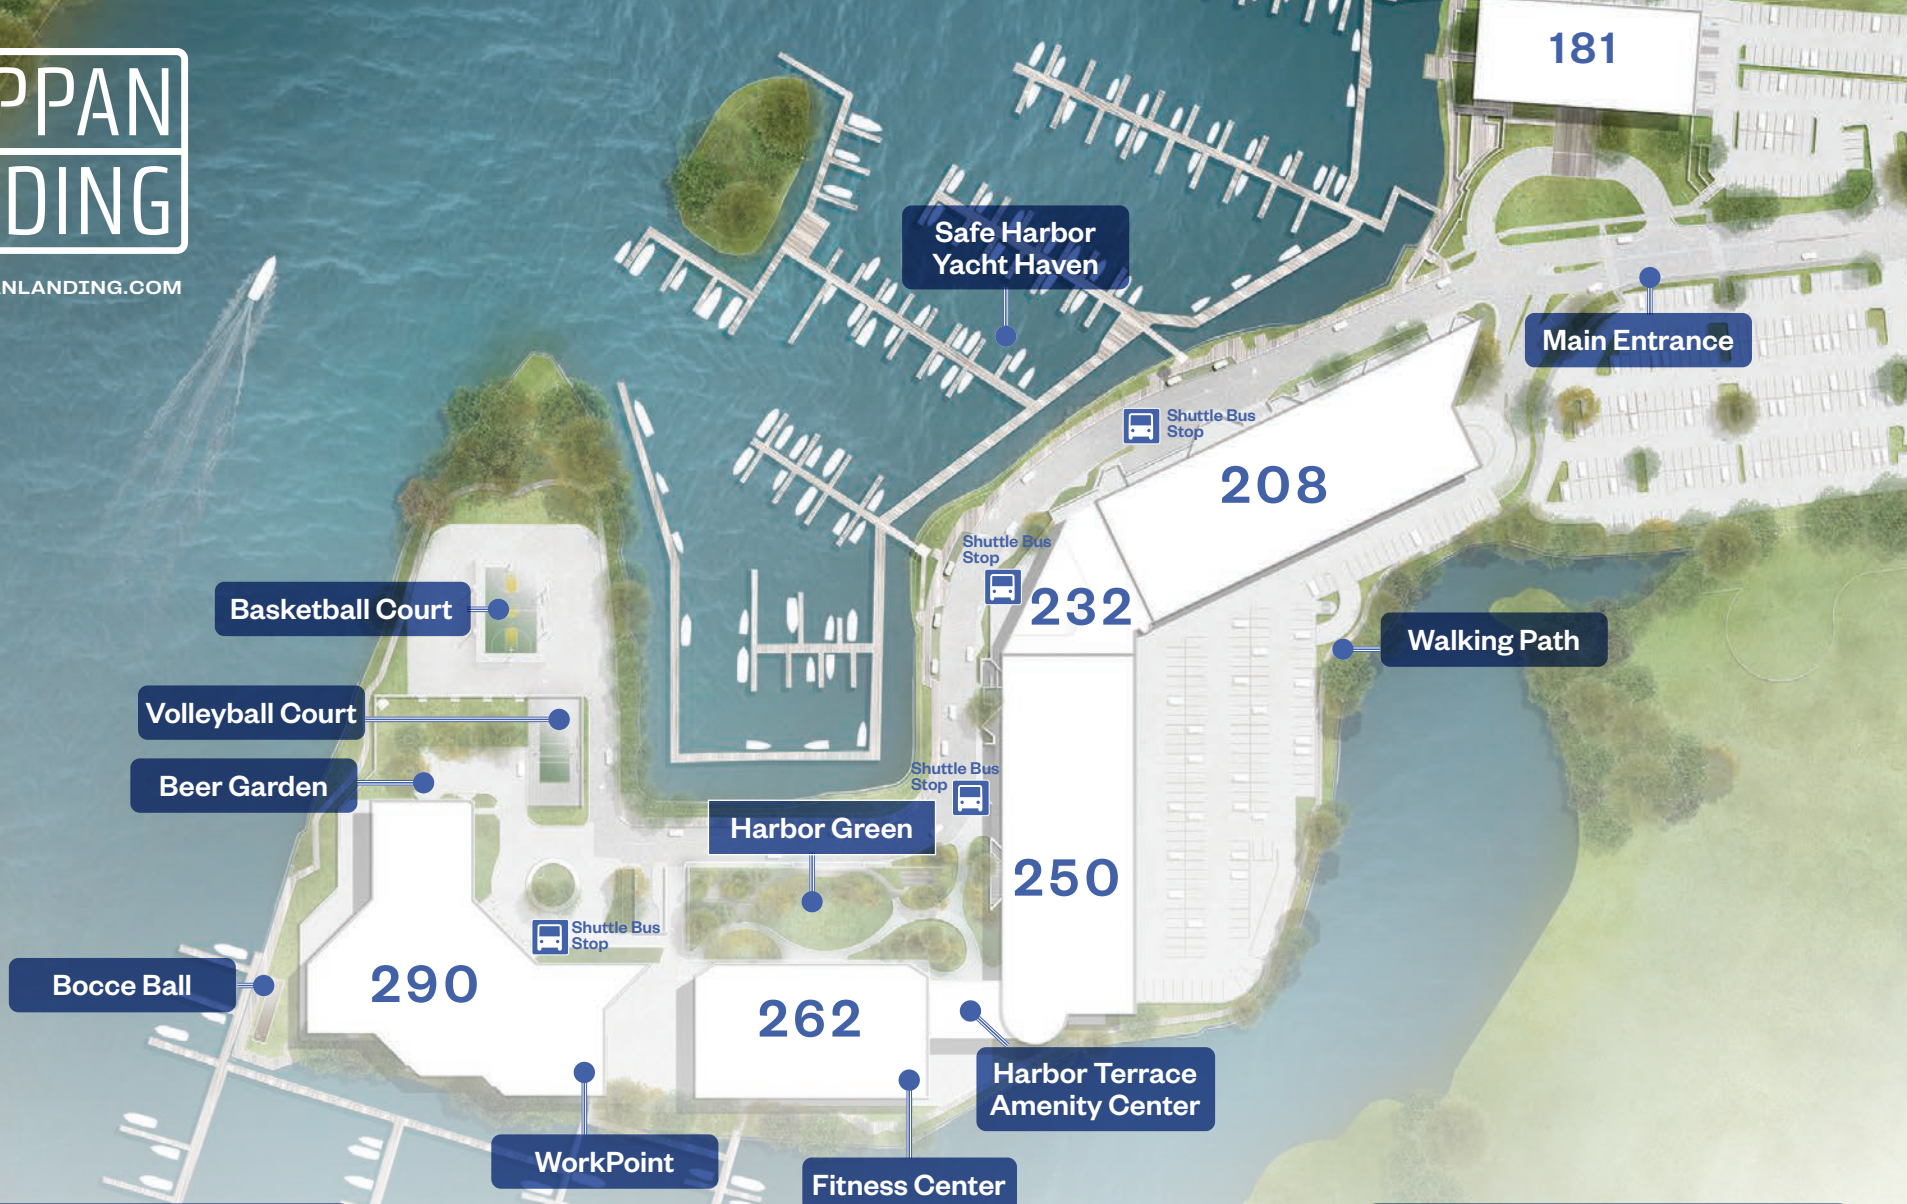 PPAN
DING
ANLANDING.COM
181
Safe Harbor
Yacht Haven
Main Entrance
Shuttle Bus
Stop
208
Shuttle Bus
Stop
232
Basketball Court
Walking Path
Volleyball Court
Beer Garden
Shuttle Bus
Stop
Harbor Green
250
Shuttle Bus
Stop
290
Bocce Ball
262
Harbor Terrace
Amenity Center
WorkPoint
Fitness Center